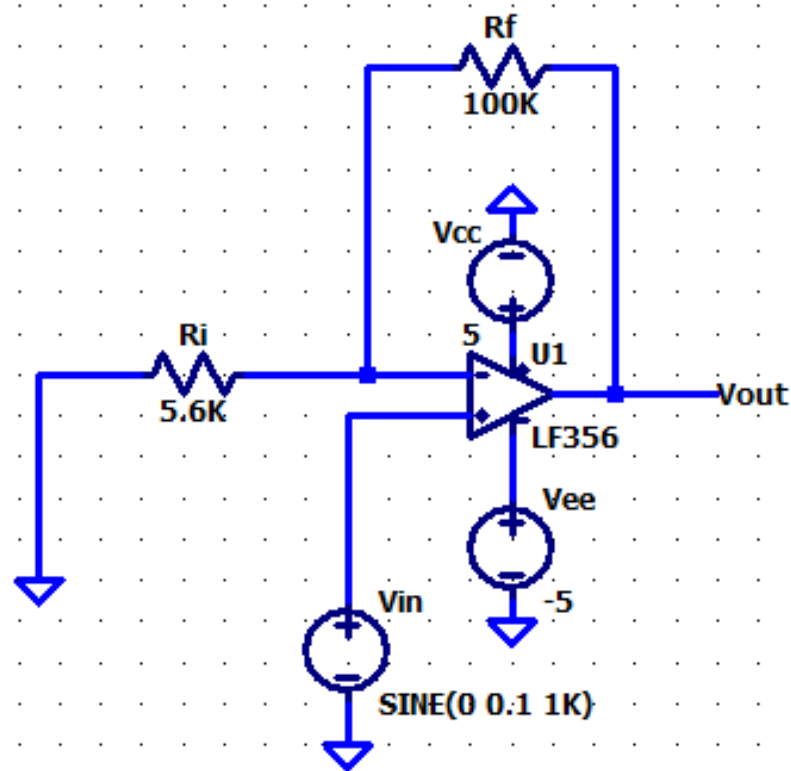 Rf
100K
Vcc
5
U1
Ri
5.6K
Vout
LF356
Vee
-5
Vin
SINE(0 0.1 1K)